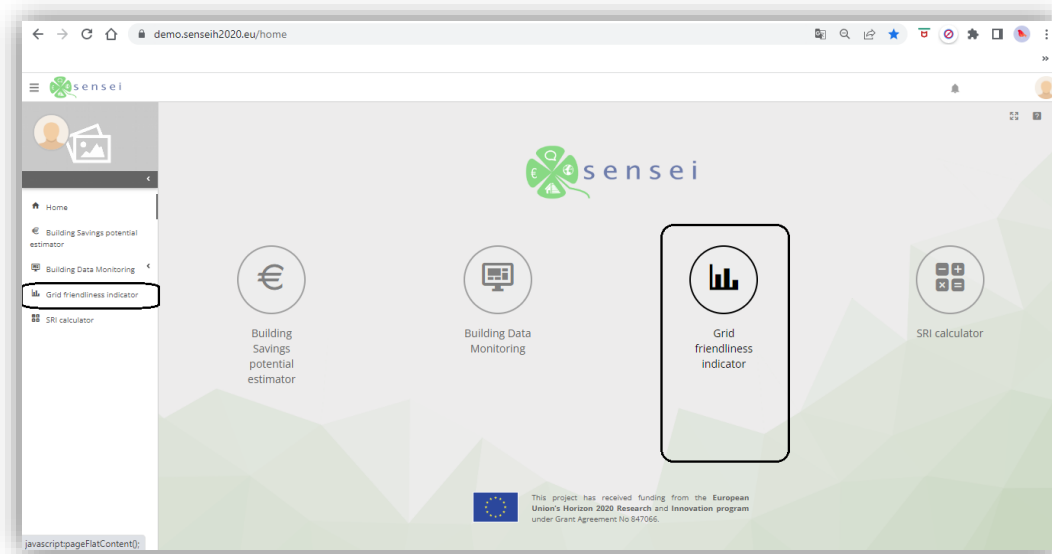 demo.senseih2020.eu/home
sensei
Home
Building Savings potential
estimator
Building Data Monitoring
Grid friendliness indicator
SRI calculator
sensei
Building
Savings
potential
estimator
Building Data
Monitoring
Grid
friendliness
indicator
SRI calculator
This project has received funding from the European
Union's Horizon 2020 Research and Innovation program
under Grant Agreement No 847066.
javascript:pageFlatContent();